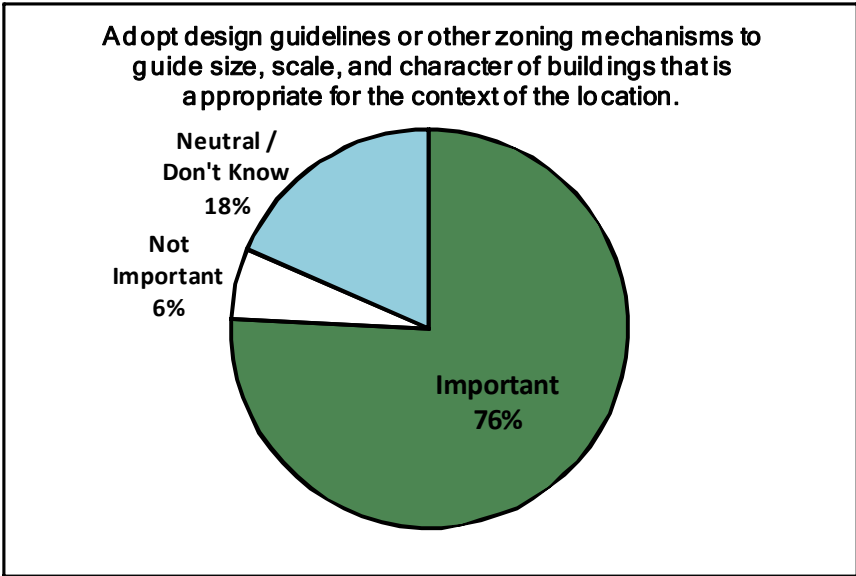 Adopt design guidelines or other zoning mechanisms to
guide size, scale, and character of buildings that is
appropriate for the context of the location.
Neutral /
Don't Know
18%
Not
Important
6%
Important
76%